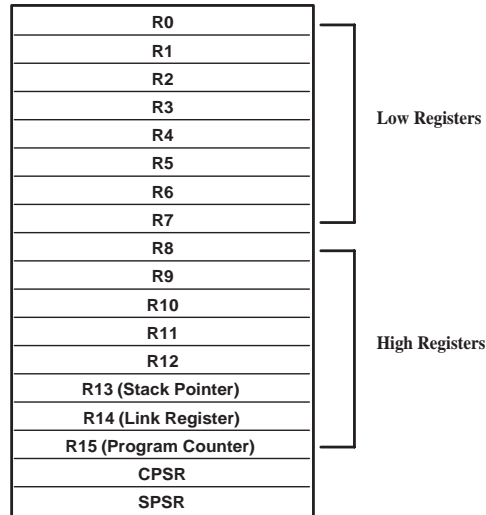 R0
R1
R2
R3
Low Registers
R4
R5
R6
R7
R8
R9
R10
R11
High Registers
R12
R13 (Stack Pointer)
R14 (Link Register)
R15 (Program Counter)
CPSR
SPSR